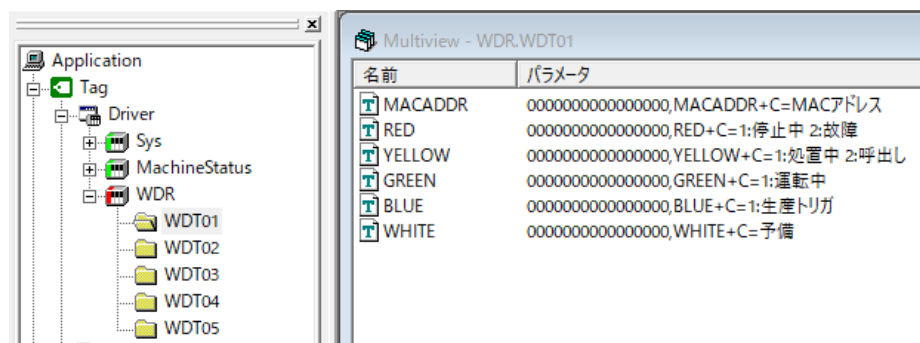 Application
Tag
Driver
Sys
MachineStatus
WDR
WDT01
WDT02
WDT03
WDT04
WDT05
Multiview - WDR.WDT01
名前 パラメータ
MACADDR 0000000000000000,MACADDR+C=MACアドレス
RED 0000000000000000,RED+C=1:停止中 2:故障
YELLOW 0000000000000000,YELLOW+C=1:処置中 2:呼出し
GREEN 0000000000000000,GREEN+C=1:運転中
BLUE 0000000000000000,BLUE+C=1:生産トリガ
WHITE 0000000000000000,WHITE+C=予備